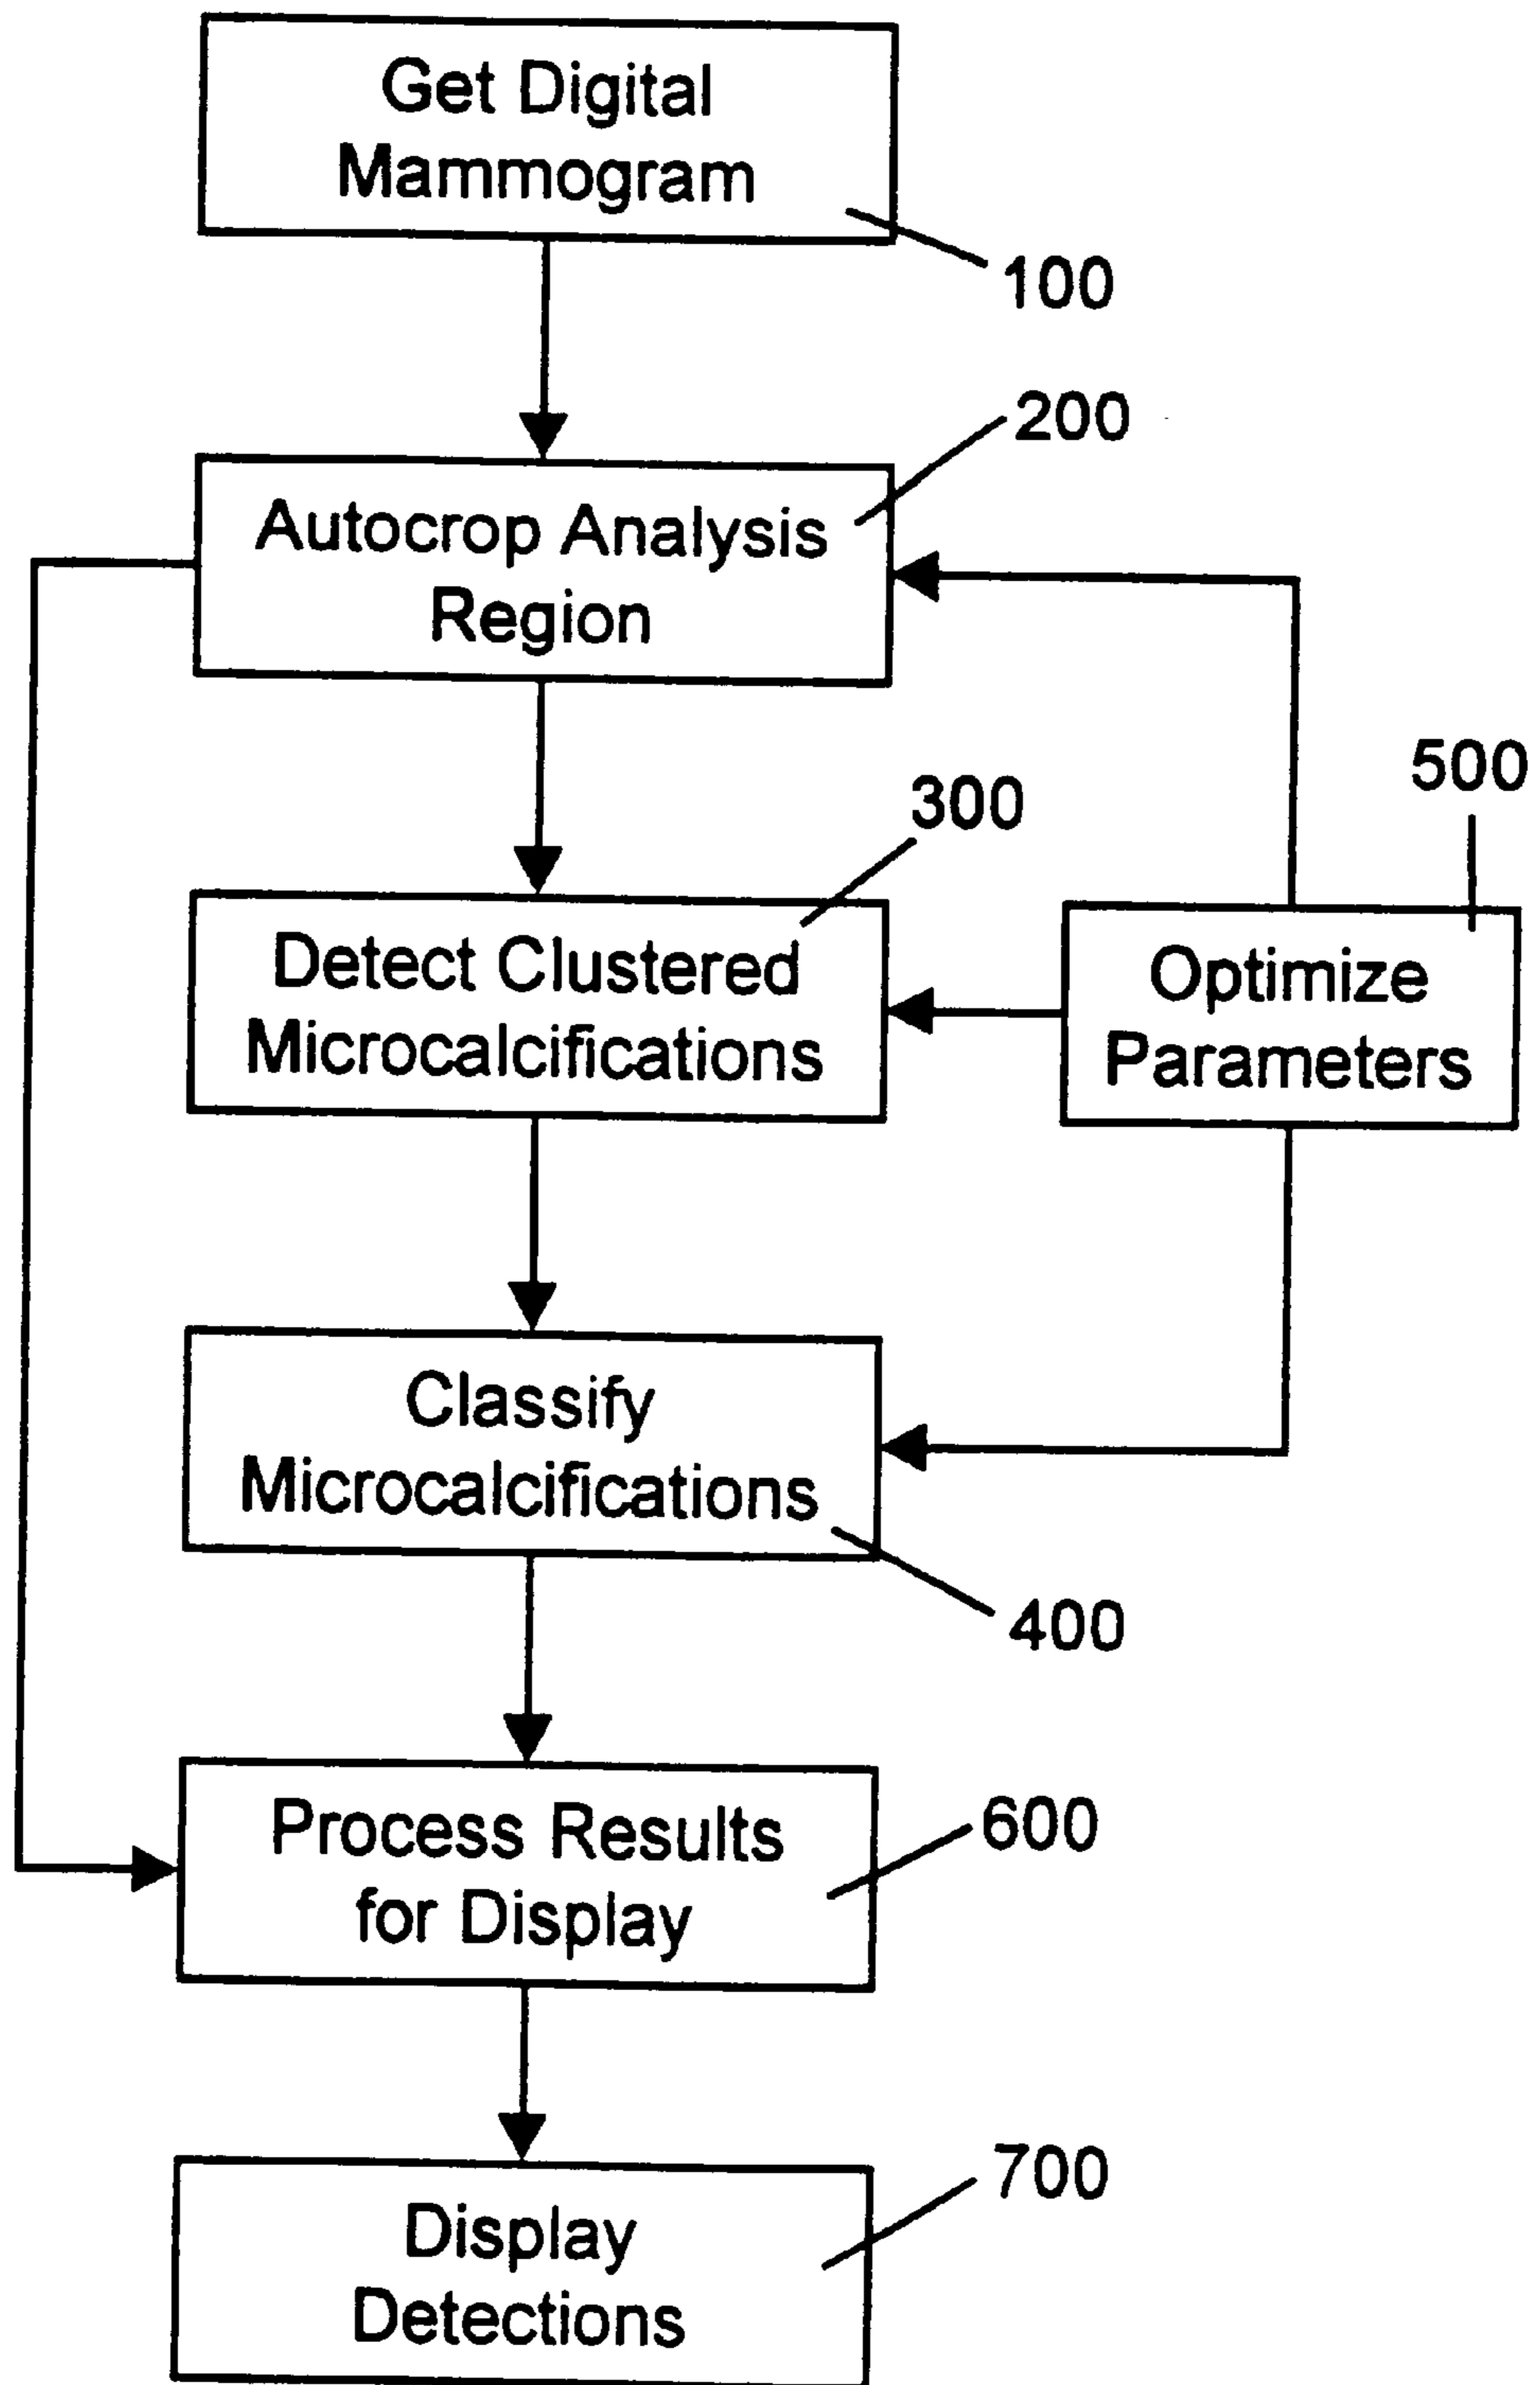 Get Digital
Mammogram
100
200
Autocrop Analysis
Region
300
500
Detect Clustered
Microcalcifications
Optimize
Parameters
Classify
Microcalcifications
400
Process Results
for Display
600
700
Display
Detections